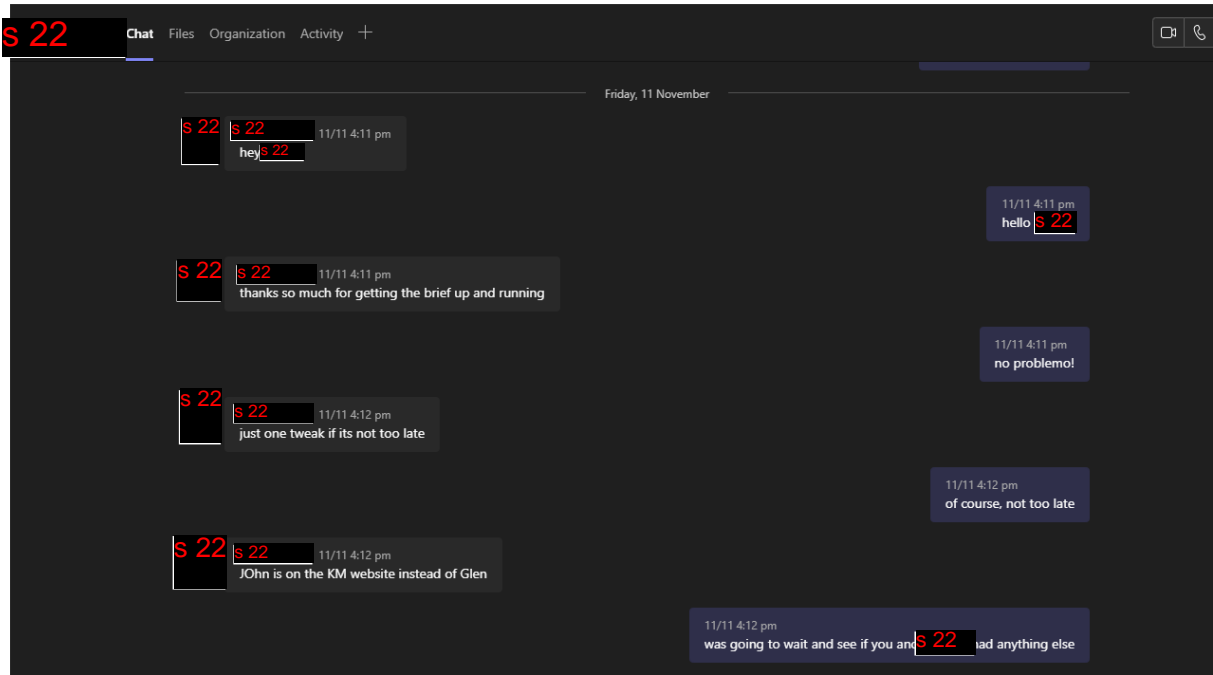 s 22 Chat Files Organization Activity
Friday, 11 November
s 22 s 22 11/11 4:11 pm
hey s 22
11/11 4:11 pm
hello s 22
s 22 s 22 11/11 4:11 pm
thanks so much for getting the brief up and running
11/11 4:11 pm
no problemo!
s 22 s 22 11/11 4:12 pm
just one tweak if its not too late
11/11 4:12 pm
of course, not too late
s 22 s 22 11/11 4:12 pm
JOhn is on the KM website instead of Glen
11/11 4:12 pm
was going to wait and see if you and s 22 had anything else